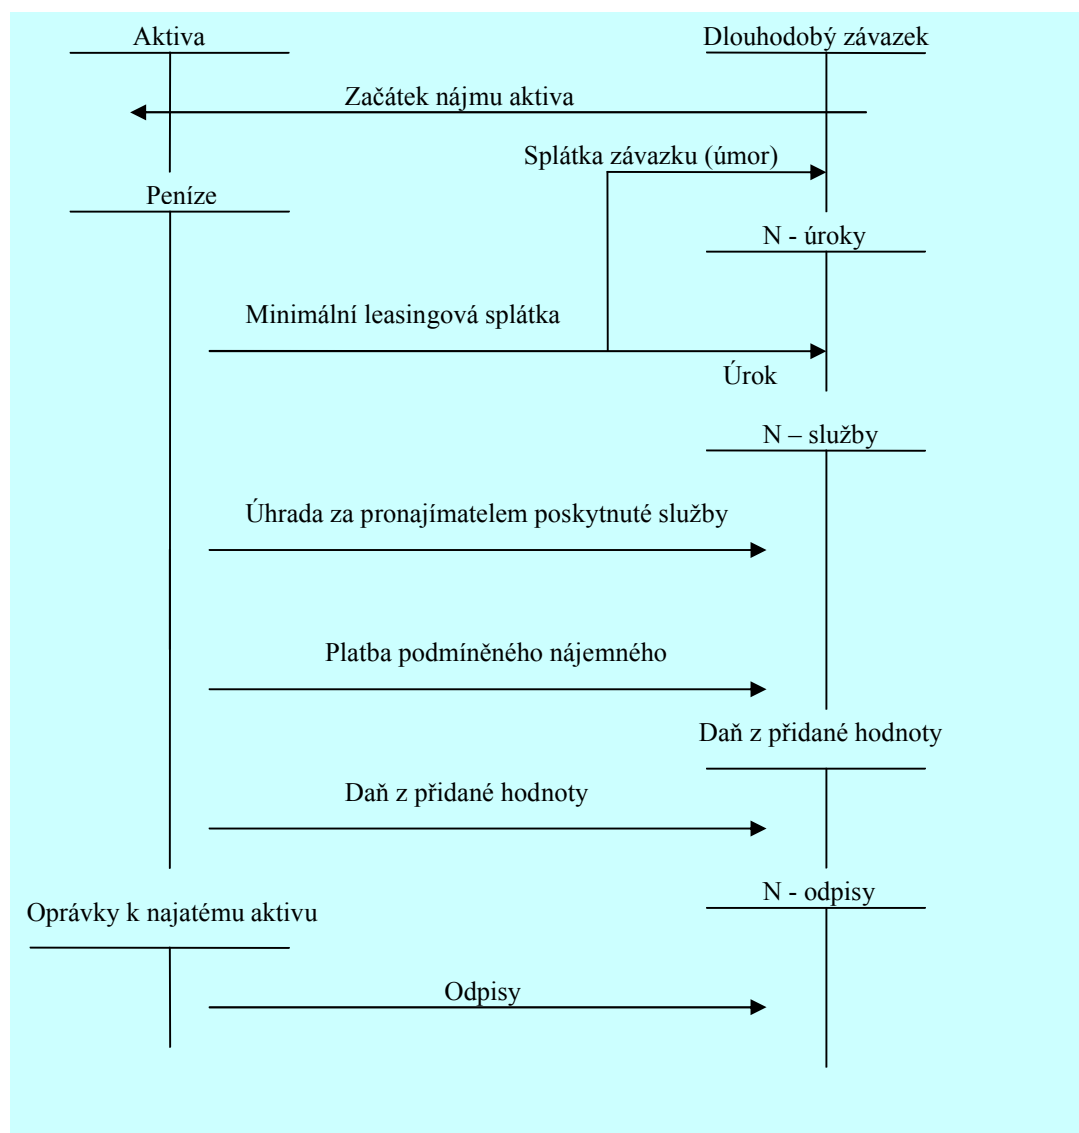 Aktiva
Dlouhodobý závazek
Začátek nájmu aktiva
Splátka závazku (úmor)
Peníze
N - úroky
Minimální leasingová splátka
Úrok
N – služby
Úhrada za pronajímatelem poskytnuté služby
Platba podmíněného nájemného
Daň z přidané hodnoty
Daň z přidané hodnoty
N - odpisy
Oprávky k najatému aktivu
Odpisy